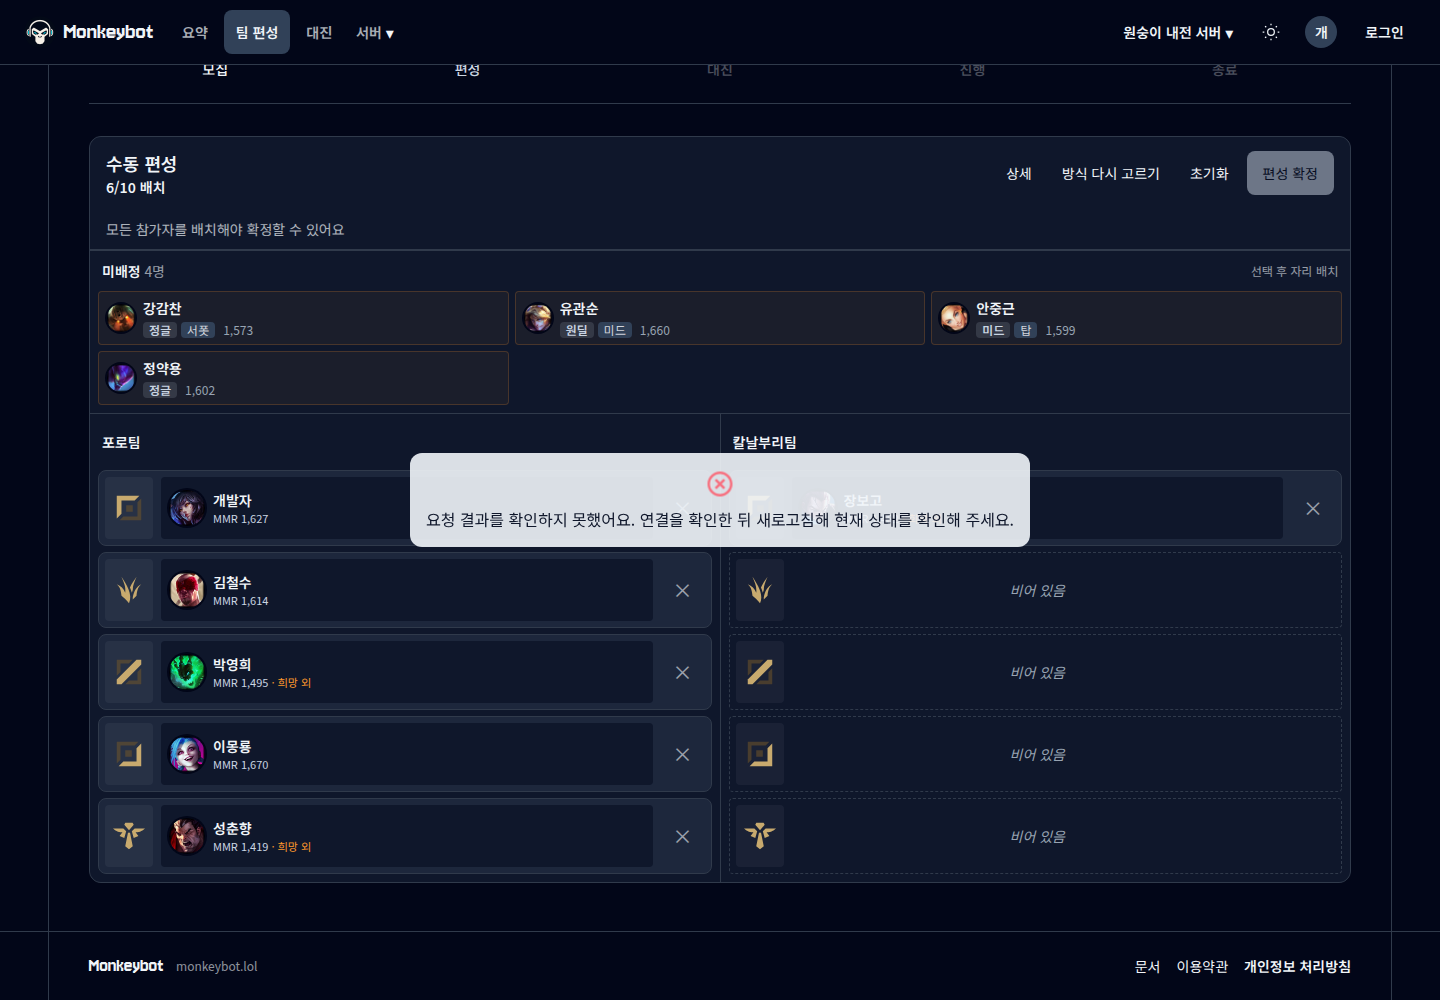 Monkeybot 요약 팀 편성 대진 서버 ▾ 원숭이 내전 서버 ▾ 개 로그인
모집 편성 대진 진행 종료
수동 편성
6/10 배치
상세 방식 다시 고르기 초기화 편성 확정
모든 참가자를 배치해야 확정할 수 있어요
미배정 4명 선택 후 자리 배치
강감찬
정글 서폿 1,573
유관순
원딜 미드 1,660
안중근
미드 탑 1,599
정약용
정글 1,602
포로팀 칼날부리팀
개발자
MMR 1,627
장보고
요청 결과를 확인하지 못했어요. 연결을 확인한 뒤 새로고침해 현재 상태를 확인해 주세요.
김철수
MMR 1,614
비어 있음
박영희
MMR 1,495 · 희망 외
비어 있음
이몽룡
MMR 1,670
비어 있음
성춘향
MMR 1,419 · 희망 외
비어 있음
Monkeybot monkeybot.lol 문서 이용약관 개인정보 처리방침